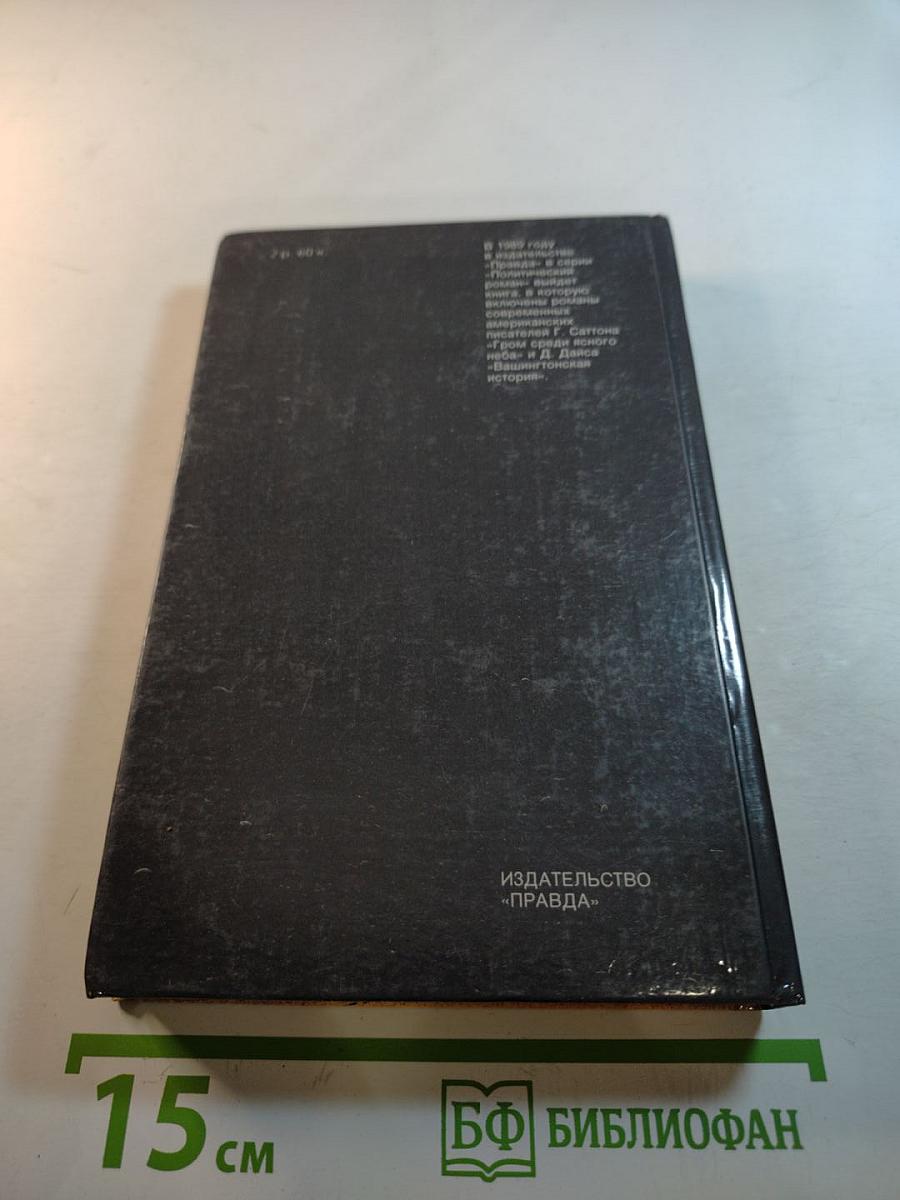 2 р. 60 к.
В 1989 году
в издательстве
«Правда» в серии
«Политический
роман» выйдет
книга, в которую
включены романы
современных
американских
писателей Г. Саттона
«Гром среди ясного
неба» и Д. Дайса
«Вашингтонская
история».
ИЗДАТЕЛЬСТВО
«ПРАВДА»
15 см
БФ БИБЛИОФАН